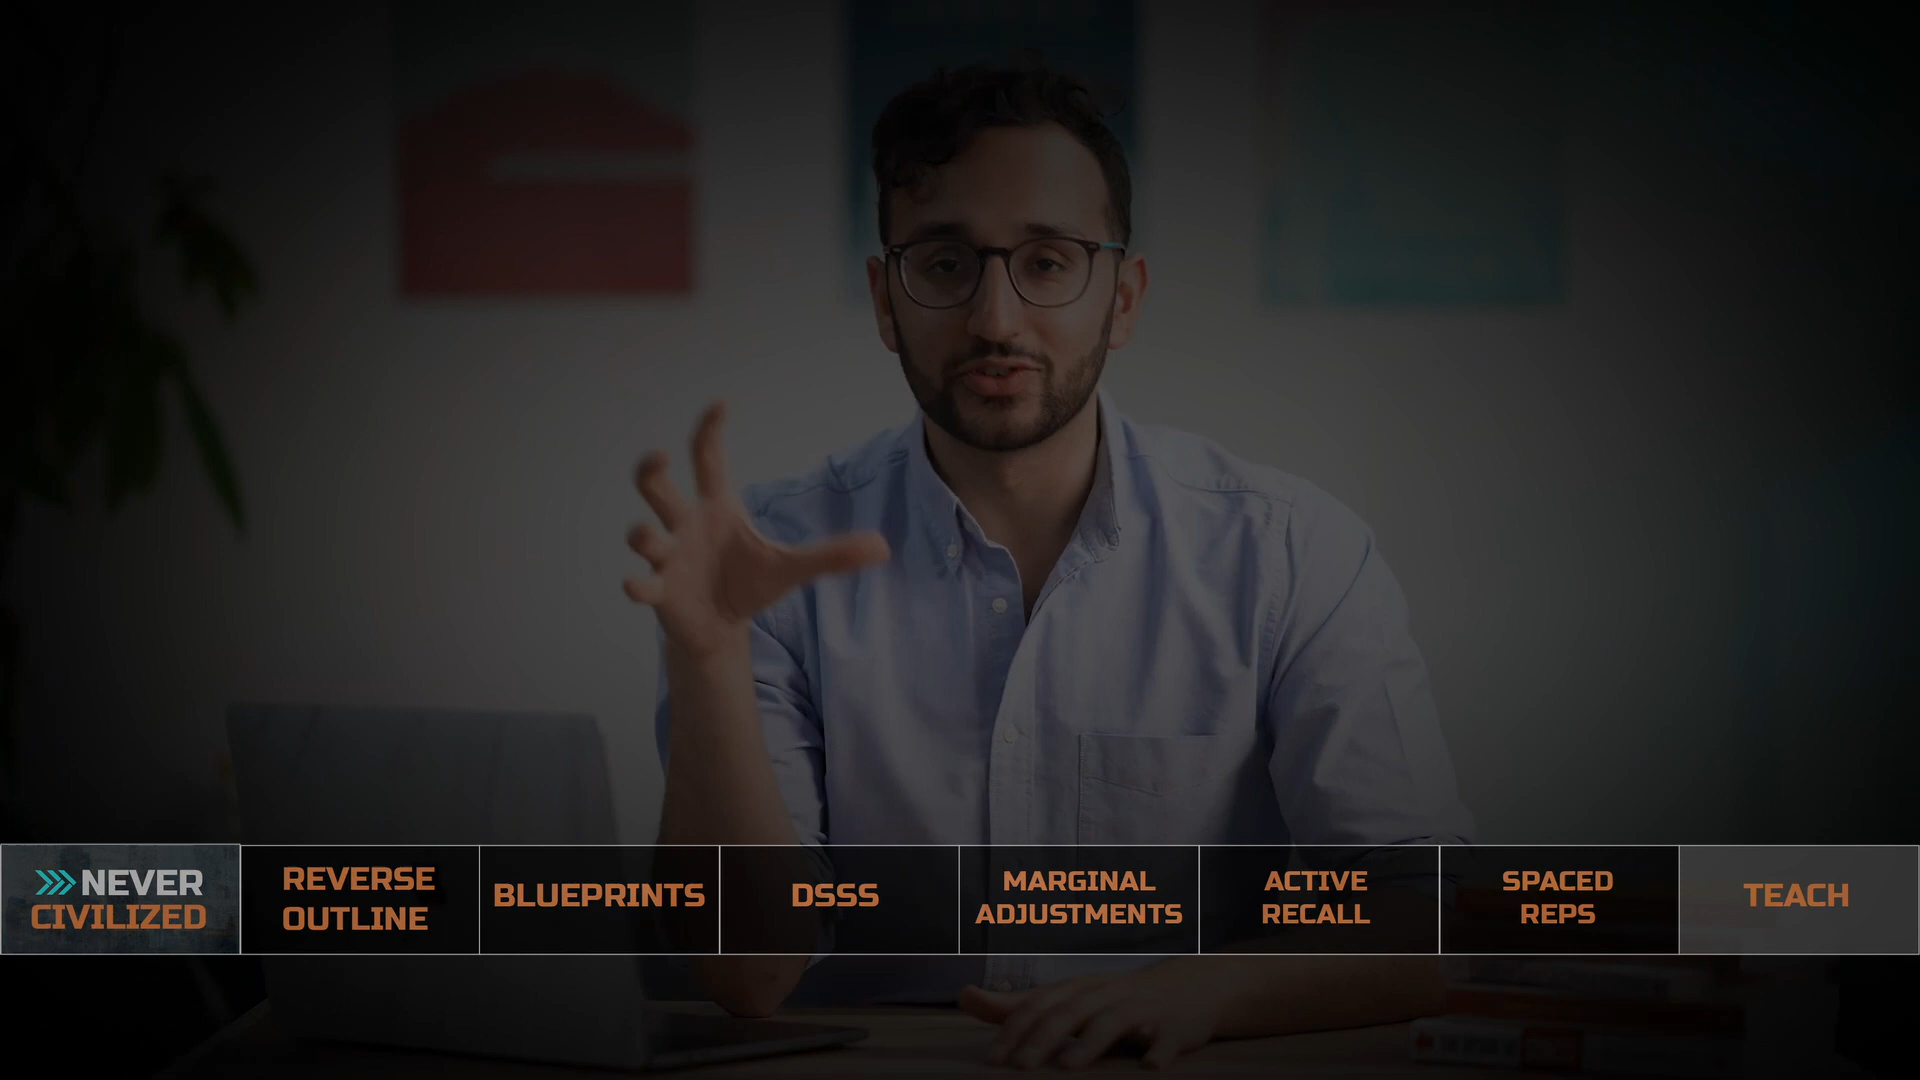 NEVER
CIVILIZED
REVERSE
OUTLINE
BLUEPRINTS
DSSS
MARGINAL
ADJUSTMENTS
ACTIVE
RECALL
SPACED
REPS
TEACH